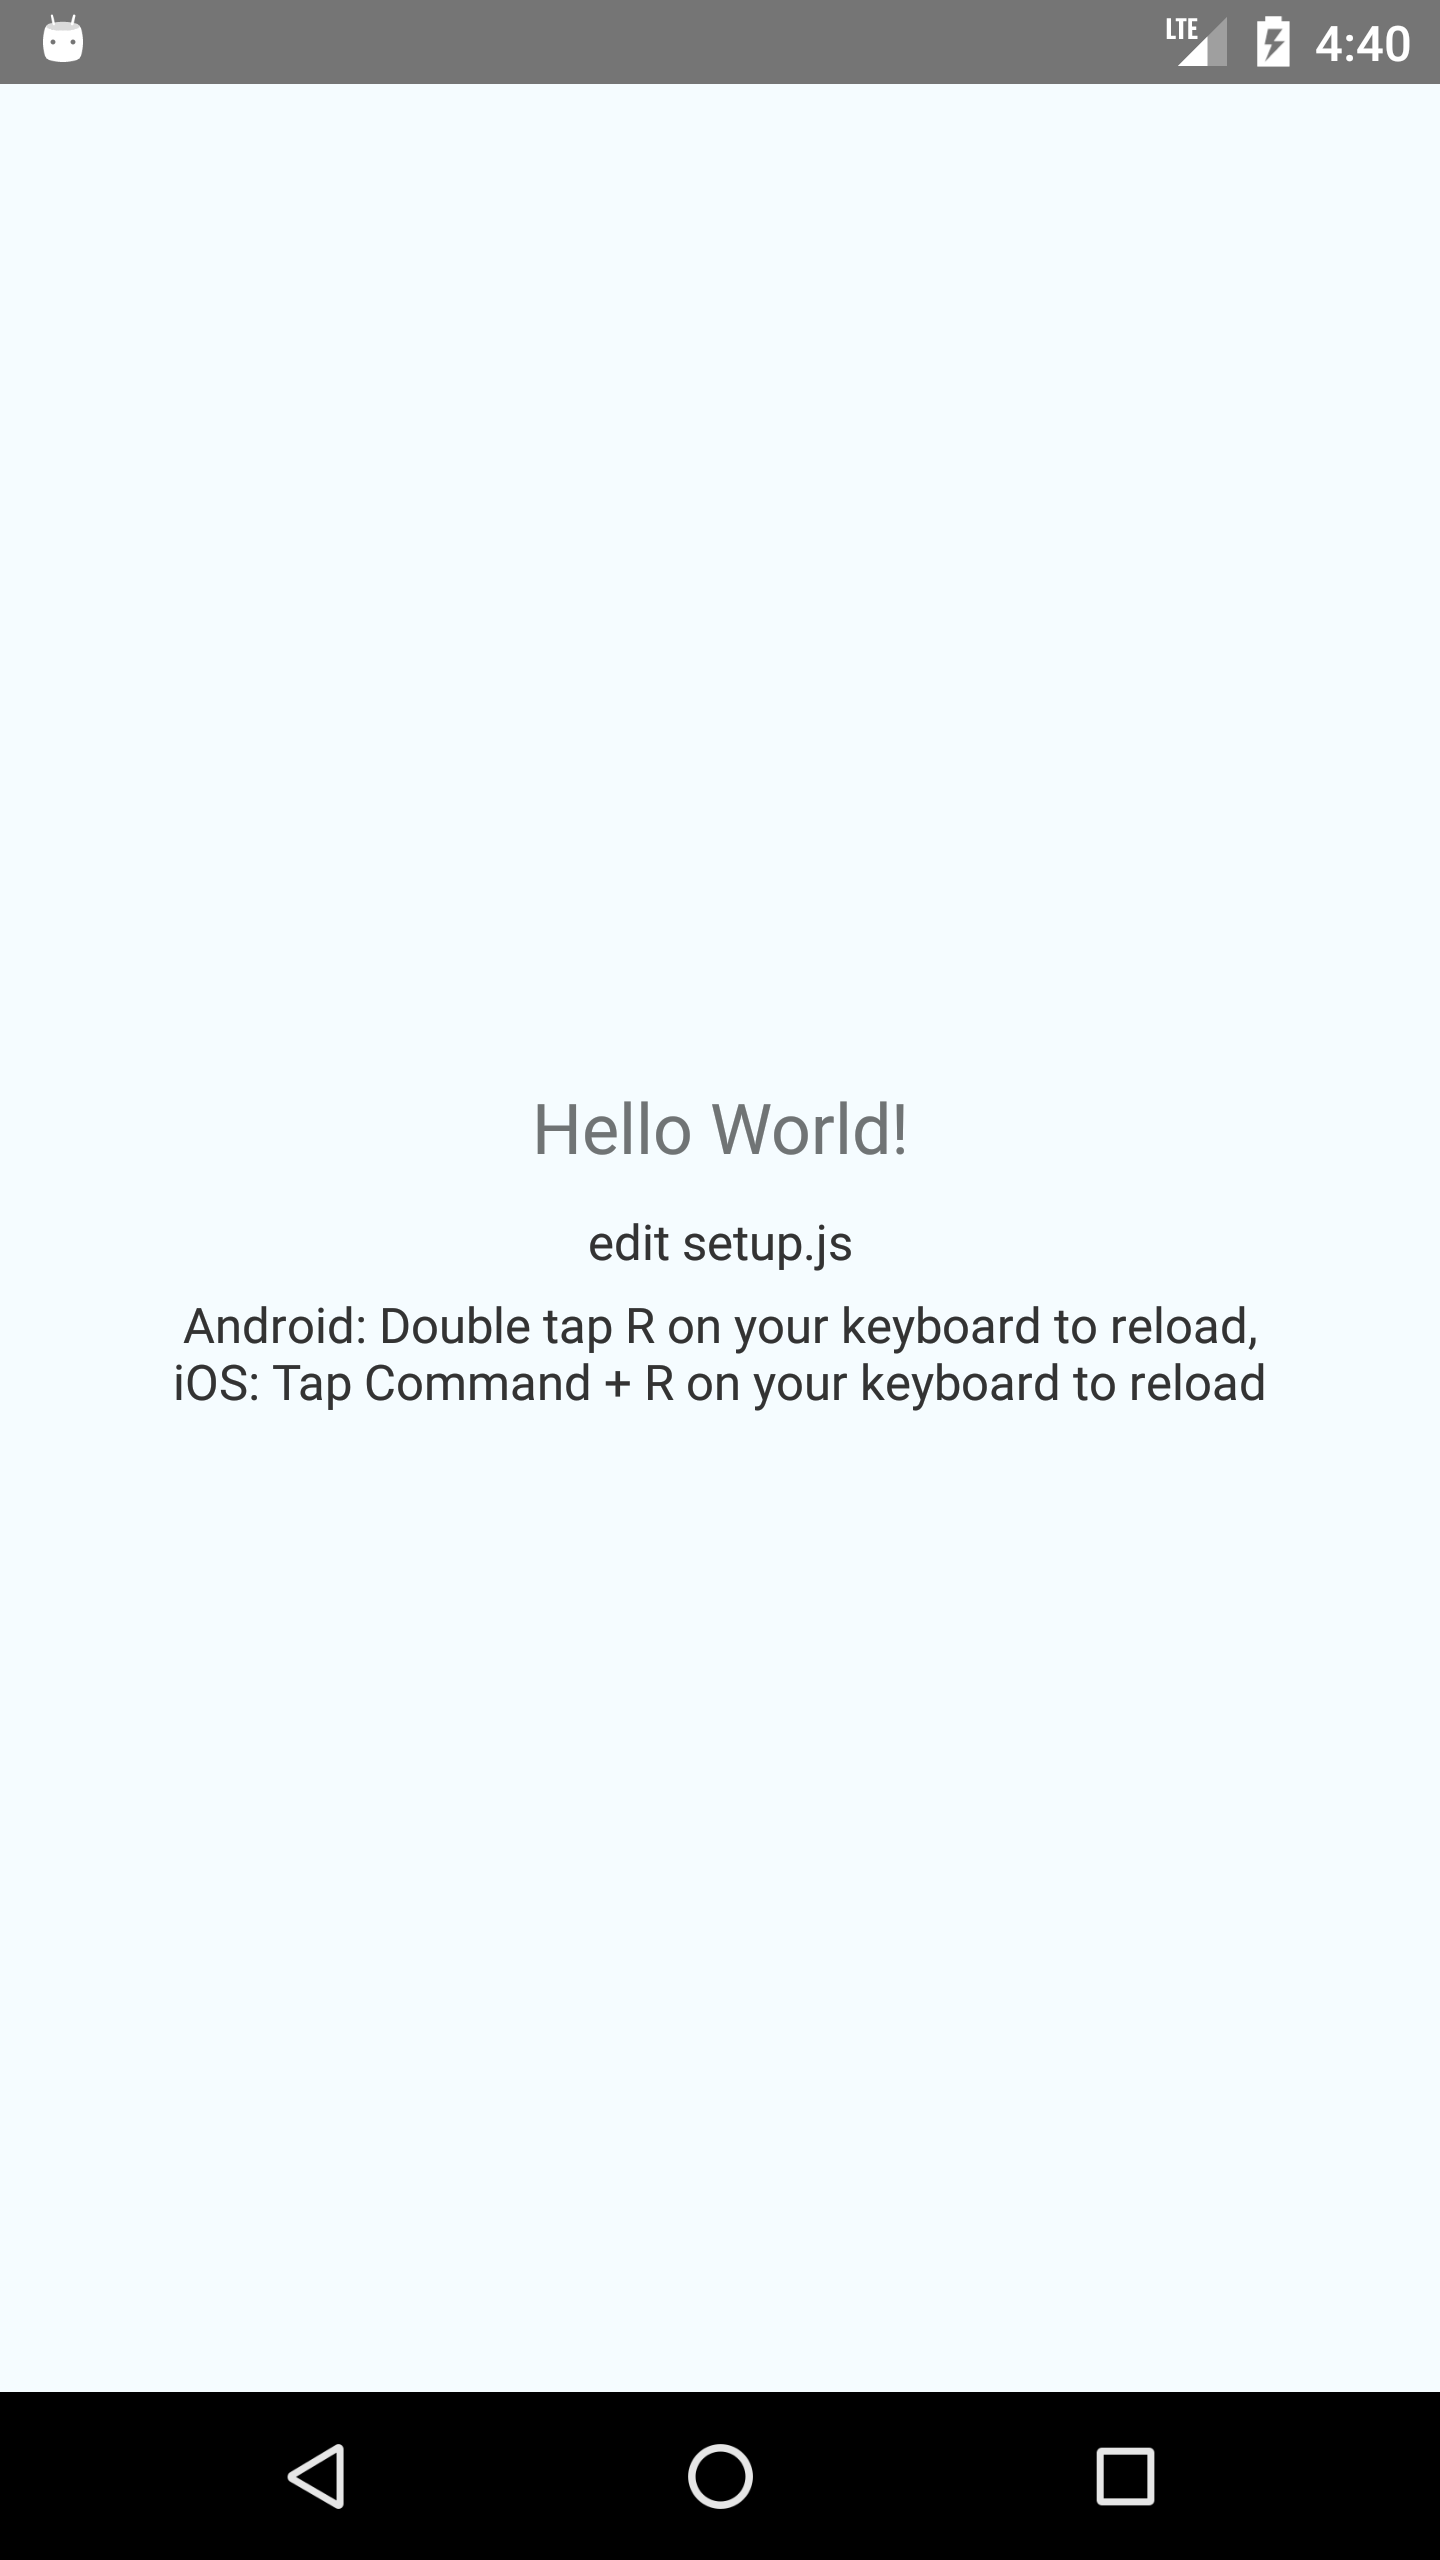 LTE 4:40
Hello World!
edit setup.js
Android: Double tap R on your keyboard to reload,
iOS: Tap Command + R on your keyboard to reload